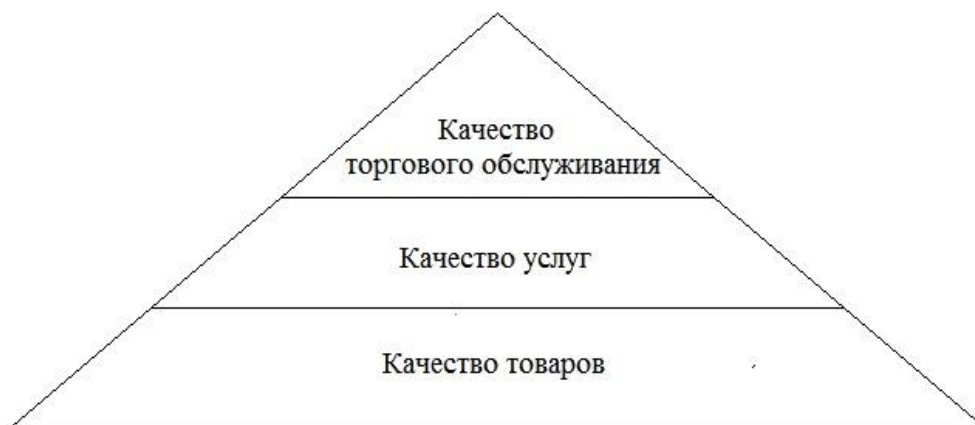 Качество
торгового обслуживания
Качество услуг
Качество товаров